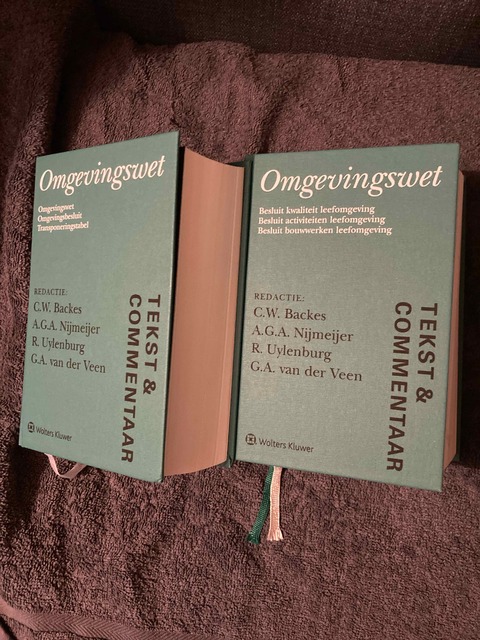 Omgevingswet
Omgevingswet
Omgevingsbesluit
Transponeringstabel
REDACTIE:
C.W. Backes
A.G.A. Nijmeijer
R. Uylenburg
G.A. van der Veen
TEKST &
COMMENTAAR
Wolters Kluwer
Omgevingswet
Besluit kwaliteit leefomgeving
Besluit activiteiten leefomgeving
Besluit bouwwerken leefomgeving
REDACTIE:
C.W. Backes
A.G.A. Nijmeijer
R. Uylenburg
G.A. van der Veen
TEKST &
COMMENTAAR
Wolters Kluwer